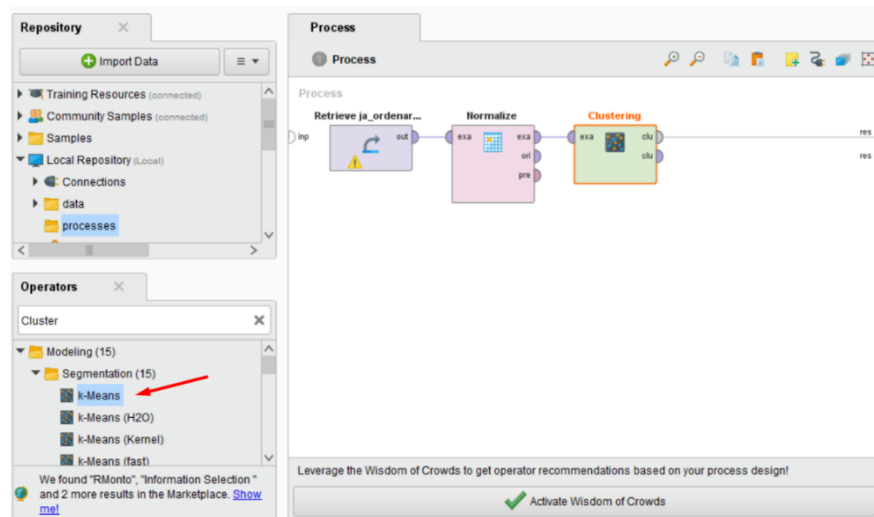 Repository
Import Data
Training Resources (connected)
Community Samples (connected)
Samples
Local Repository (Local)
Connections
data
processes
Operators
Cluster
Modeling (15)
Segmentation (15)
k-Means
k-Means (H2O)
k-Means (Kernel)
k-Means (fast)
We found "RMonto", "Information Selection "
and 2 more results in the Marketplace. Show
me!
Process
Process
Process
Retrieve ja_ordenar...
Normalize
Clustering
inp
out
exa
exa
ori
pre
exa
clu
clu
res
res
Leverage the Wisdom of Crowds to get operator recommendations based on your process design!
Activate Wisdom of Crowds